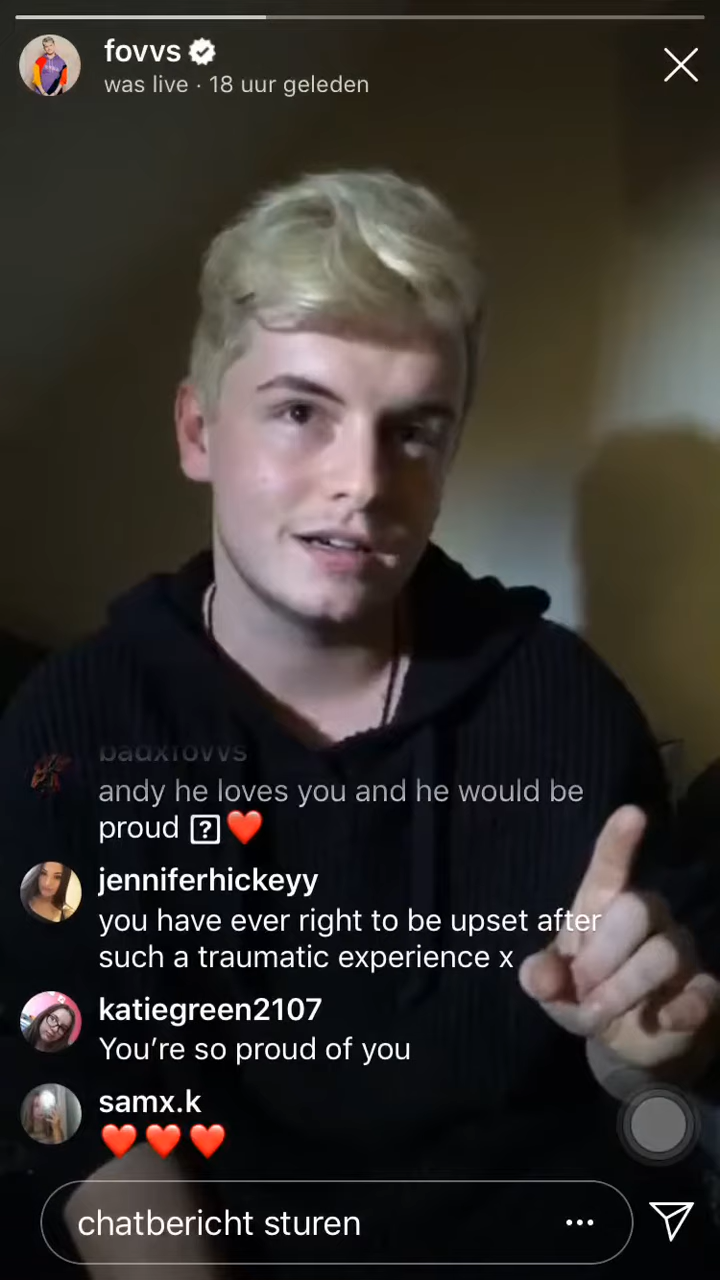 fovvs
was live · 18 uur geleden
badxfovvs
andy he loves you and he would be
proud ❤️
jenniferhickeyy
you have ever right to be upset after
such a traumatic experience x
katiegreen2107
You’re so proud of you
samx.k
❤️❤️❤️
chatbericht sturen